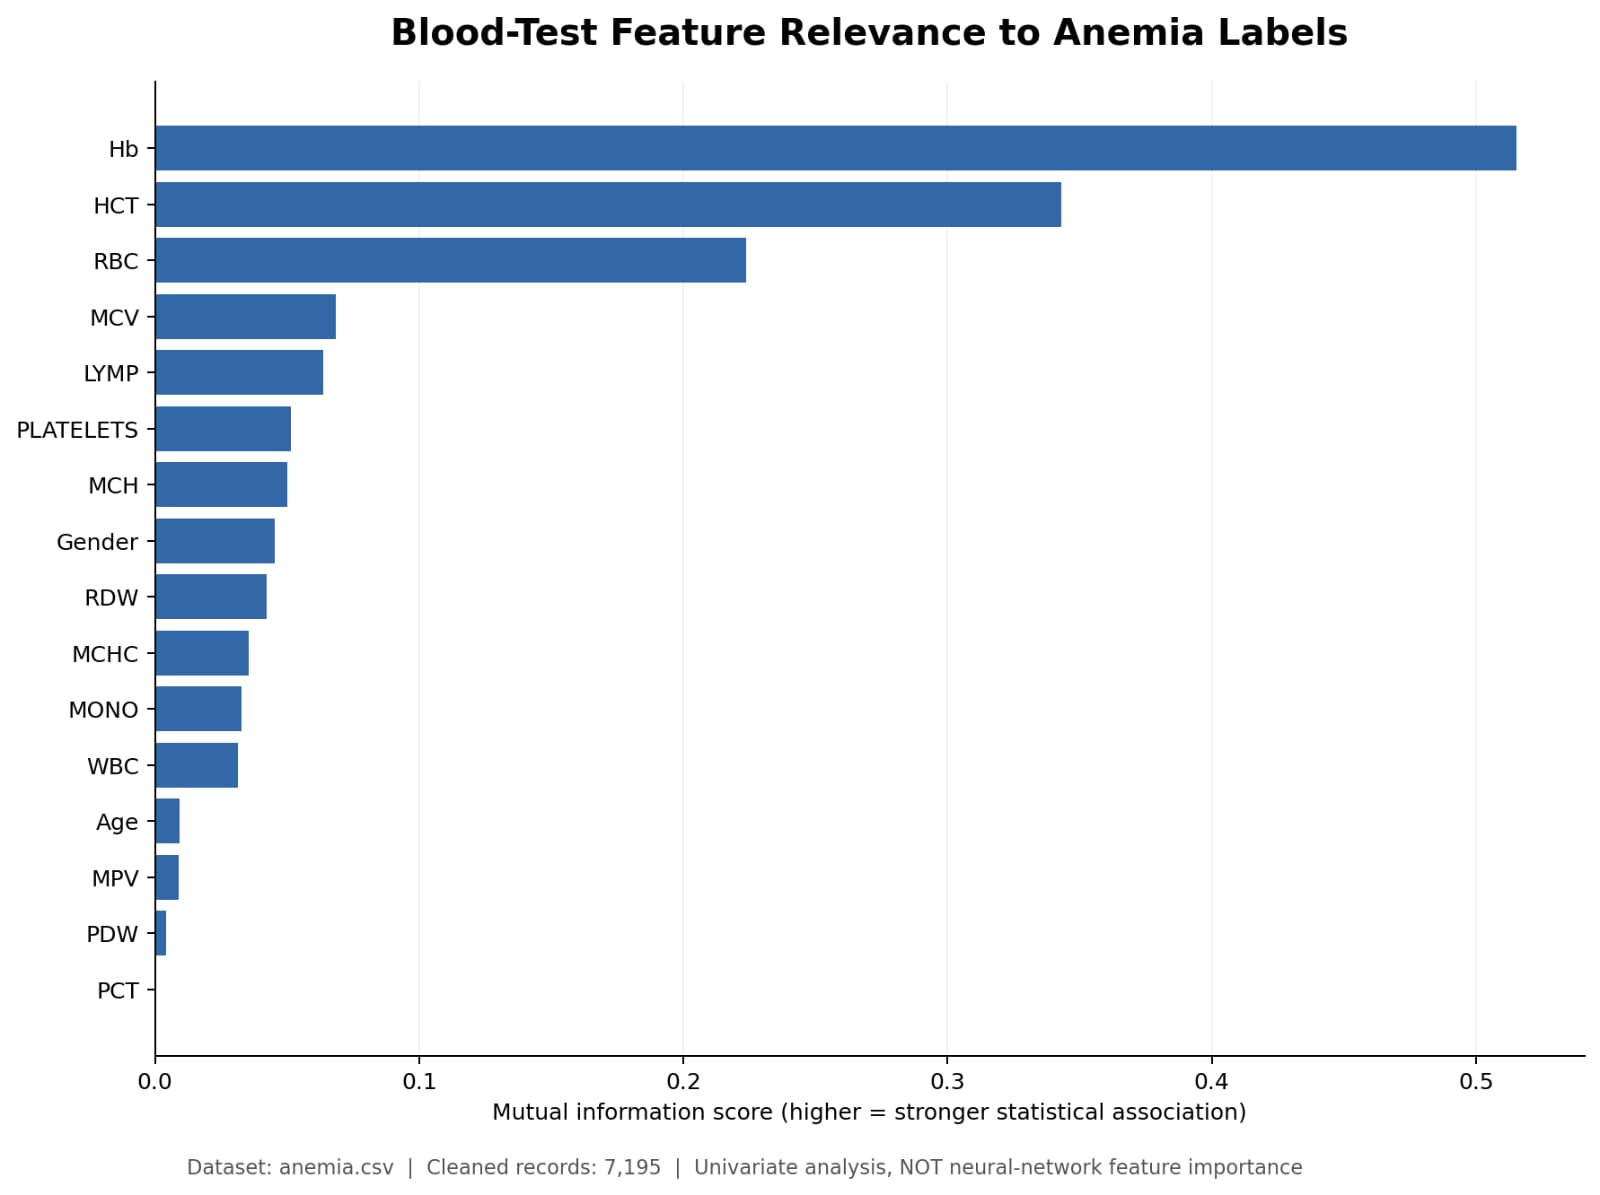 Blood-Test Feature Relevance to Anemia Labels
Hb
HCT
RBC
MCV
LYMP
PLATELETS
MCH
Gender
RDW
MCHC
MONO
WBC
Age
MPV
PDW
PCT
0.0 0.1 0.2 0.3 0.4 0.5
Mutual information score (higher = stronger statistical association)
Dataset: anemia.csv | Cleaned records: 7,195 | Univariate analysis, NOT neural-network feature importance